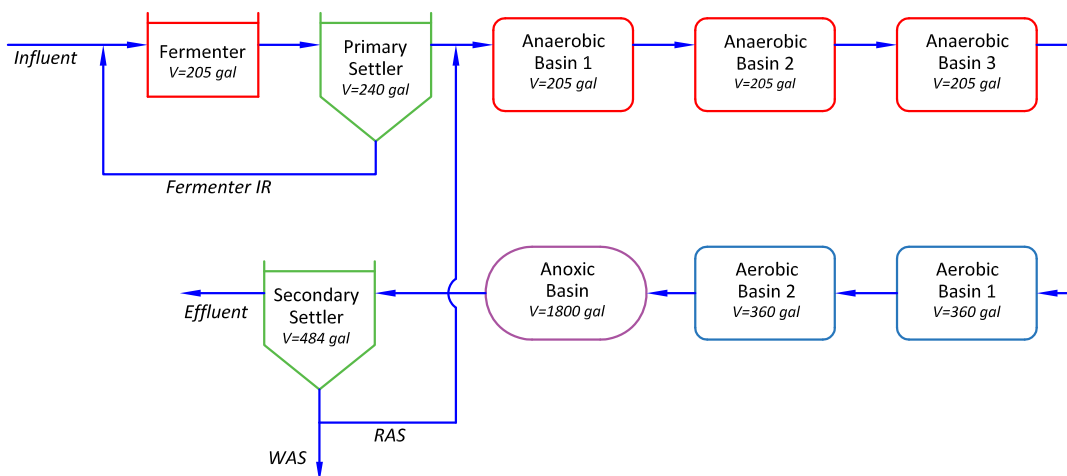 Influent
Fermenter
V=205 gal
Primary
Settler
V=240 gal
Anaerobic
Basin 1
V=205 gal
Anaerobic
Basin 2
V=205 gal
Anaerobic
Basin 3
V=205 gal
Fermenter IR
Effluent
Secondary
Settler
V=484 gal
Anoxic
Basin
V=1800 gal
Aerobic
Basin 2
V=360 gal
Aerobic
Basin 1
V=360 gal
RAS
WAS